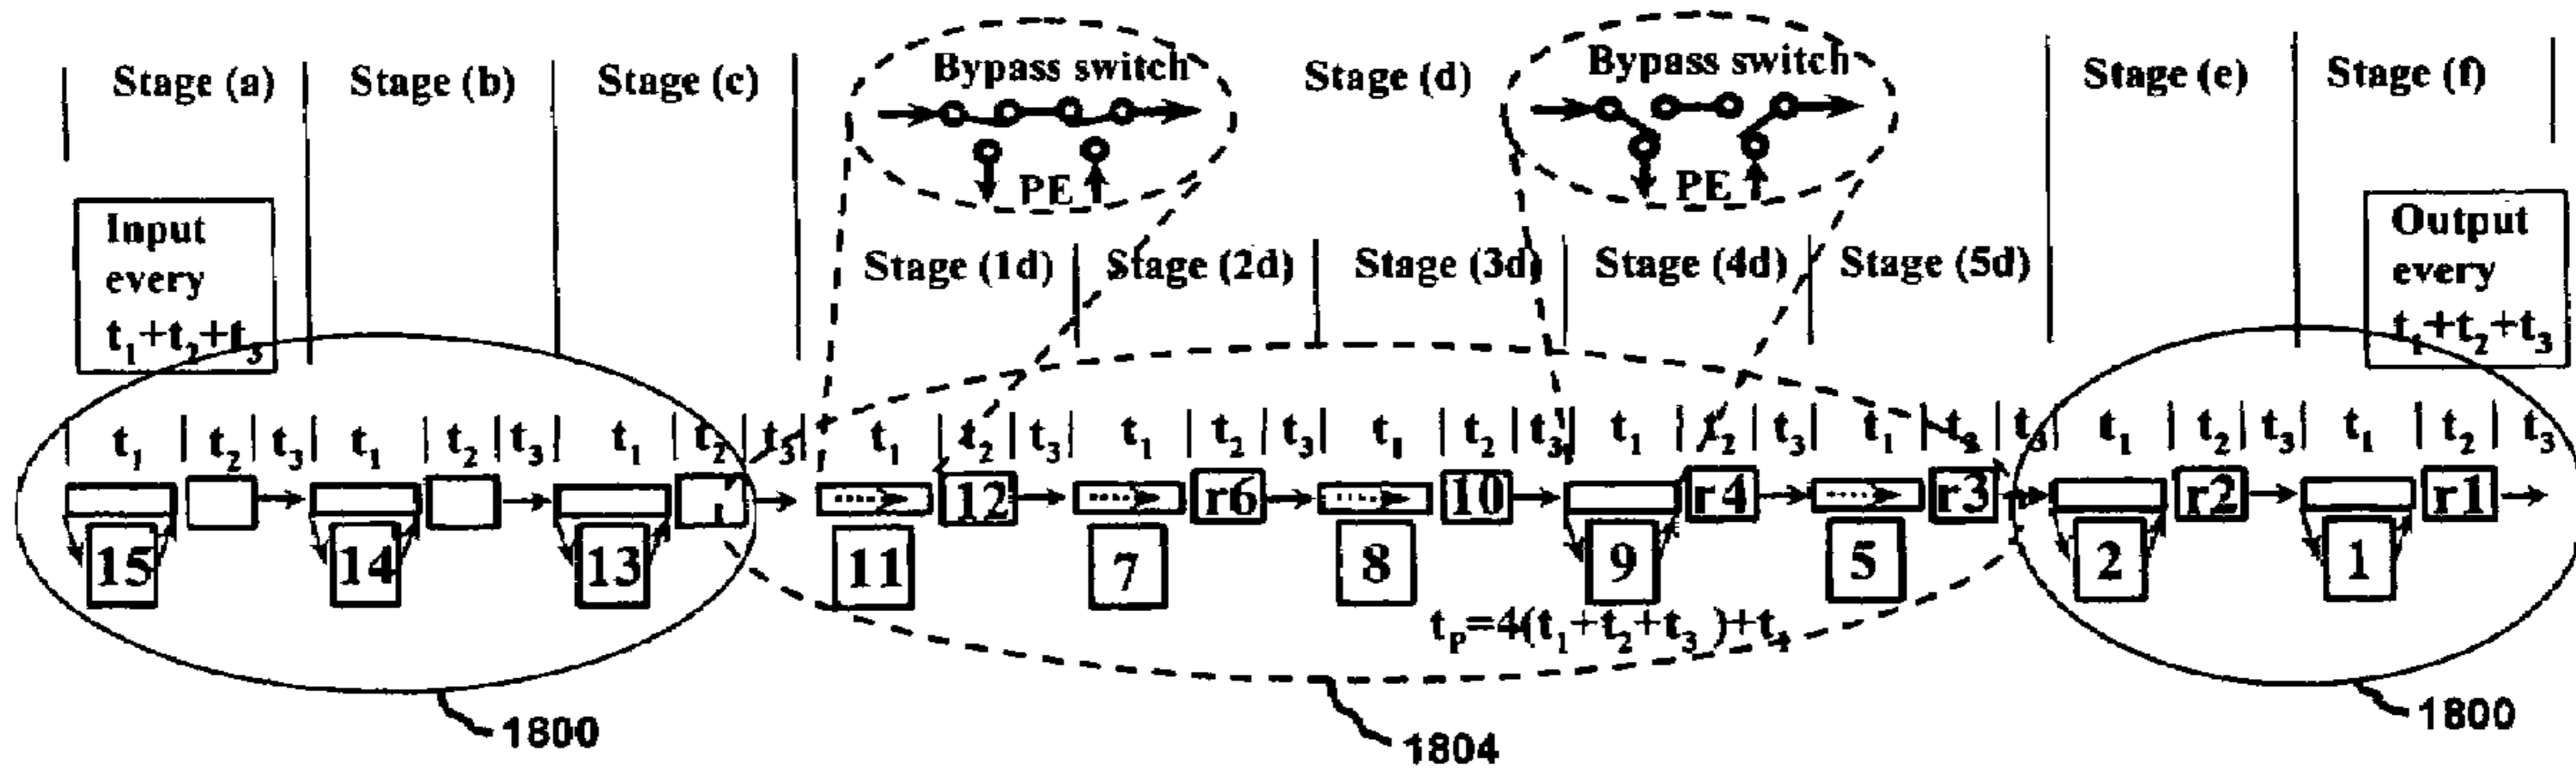 Stage (a)
Stage (b)
Stage (c)
Bypass switch
PE
Stage (d)
Bypass switch
PE
Stage (e)
Stage (f)
Input
every
t₁+t₂+t₃
Stage (1d)
Stage (2d)
Stage (3d)
Stage (4d)
Stage (5d)
Output
every
t₁+t₂+t₃
t₁ t₂ t₃ t₁ t₂ t₃ t₁ t₂ t₃ t₁ t₂ t₃ t₁ t₂ t₃ t₁ t₂ t₃ t₁ t₂ t₃ t₁ t₂ t₃ t₁ t₂ t₃ t₁ t₂ t₃
12 r6 10 r4 r3 r2 r1
15 14 13 11 7 8 9 5 2 1
tₚ=4(t₁+t₂+t₃)+t₄
1800
1804
1800